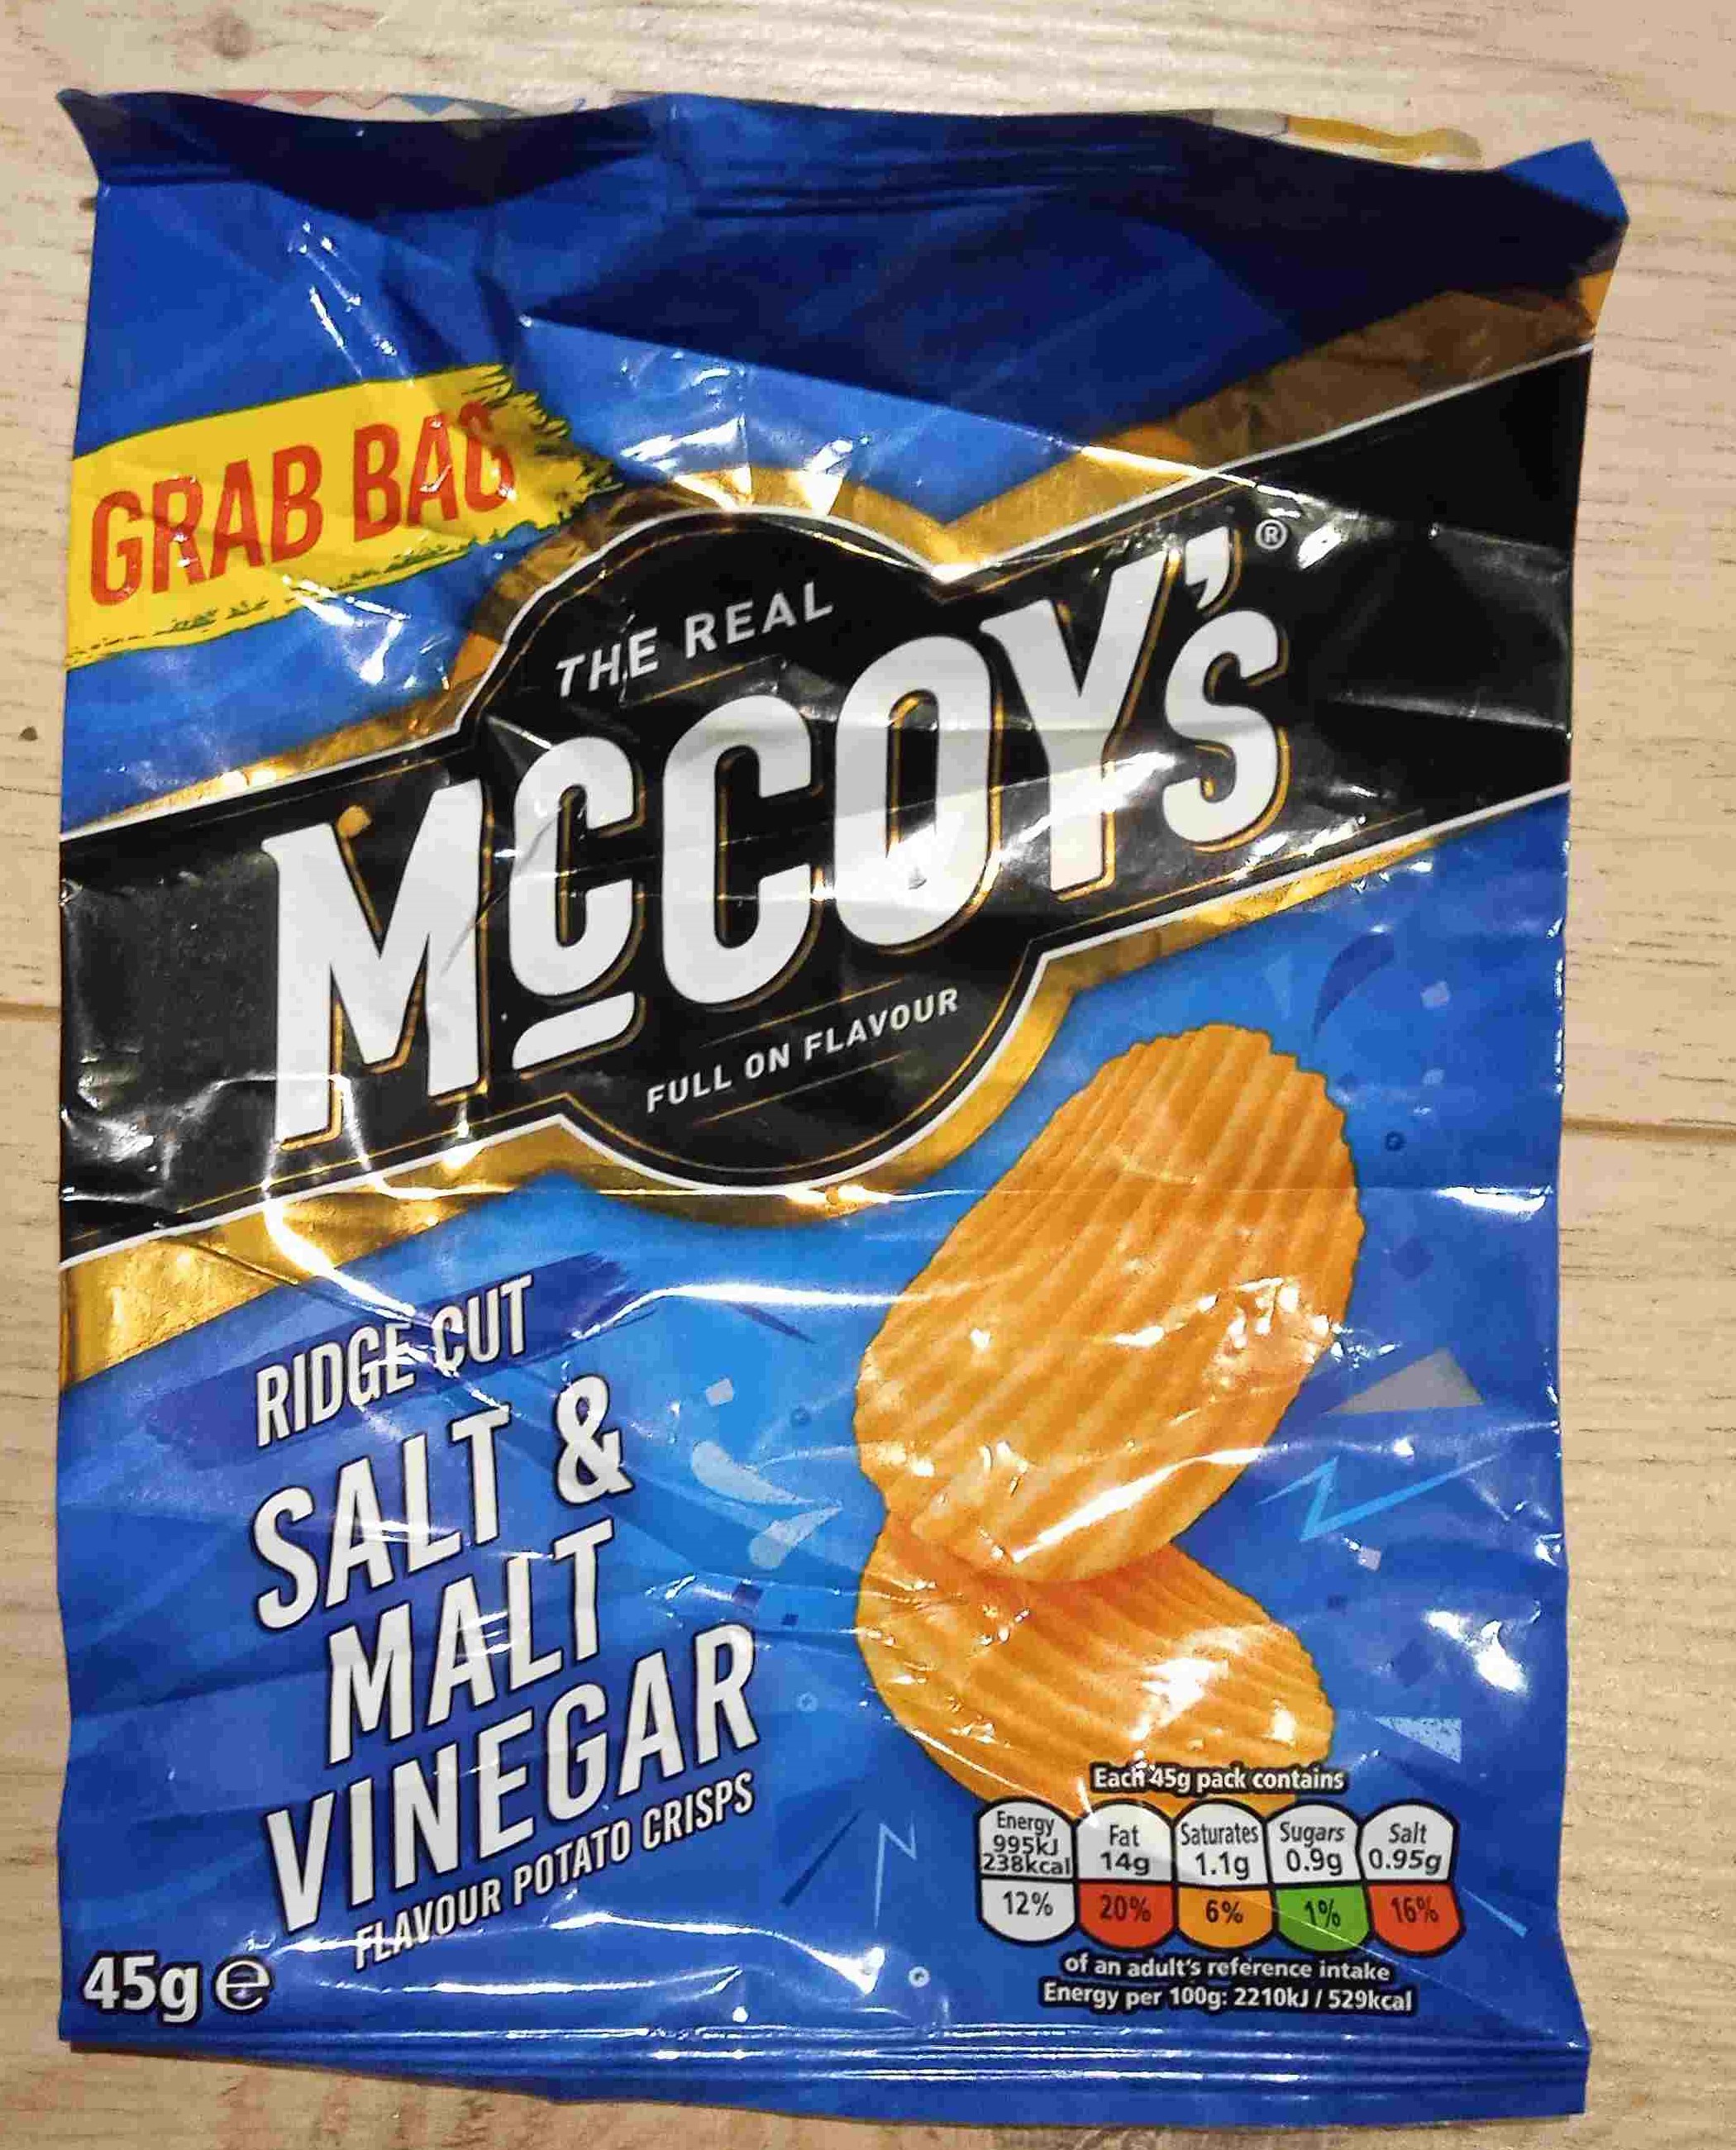 GRAB BAG
THE REAL
McCOY's®
FULL ON FLAVOUR
RIDGE CUT
SALT &
MALT
VINEGAR
FLAVOUR POTATO CRISPS
45g ℮
Each 45g pack contains
Energy 995kJ 238kcal 12%
Fat 14g 20%
Saturates 1.1g 6%
Sugars 0.9g 1%
Salt 0.95g 16%
of an adult's reference intake
Energy per 100g: 2210kJ / 529kcal